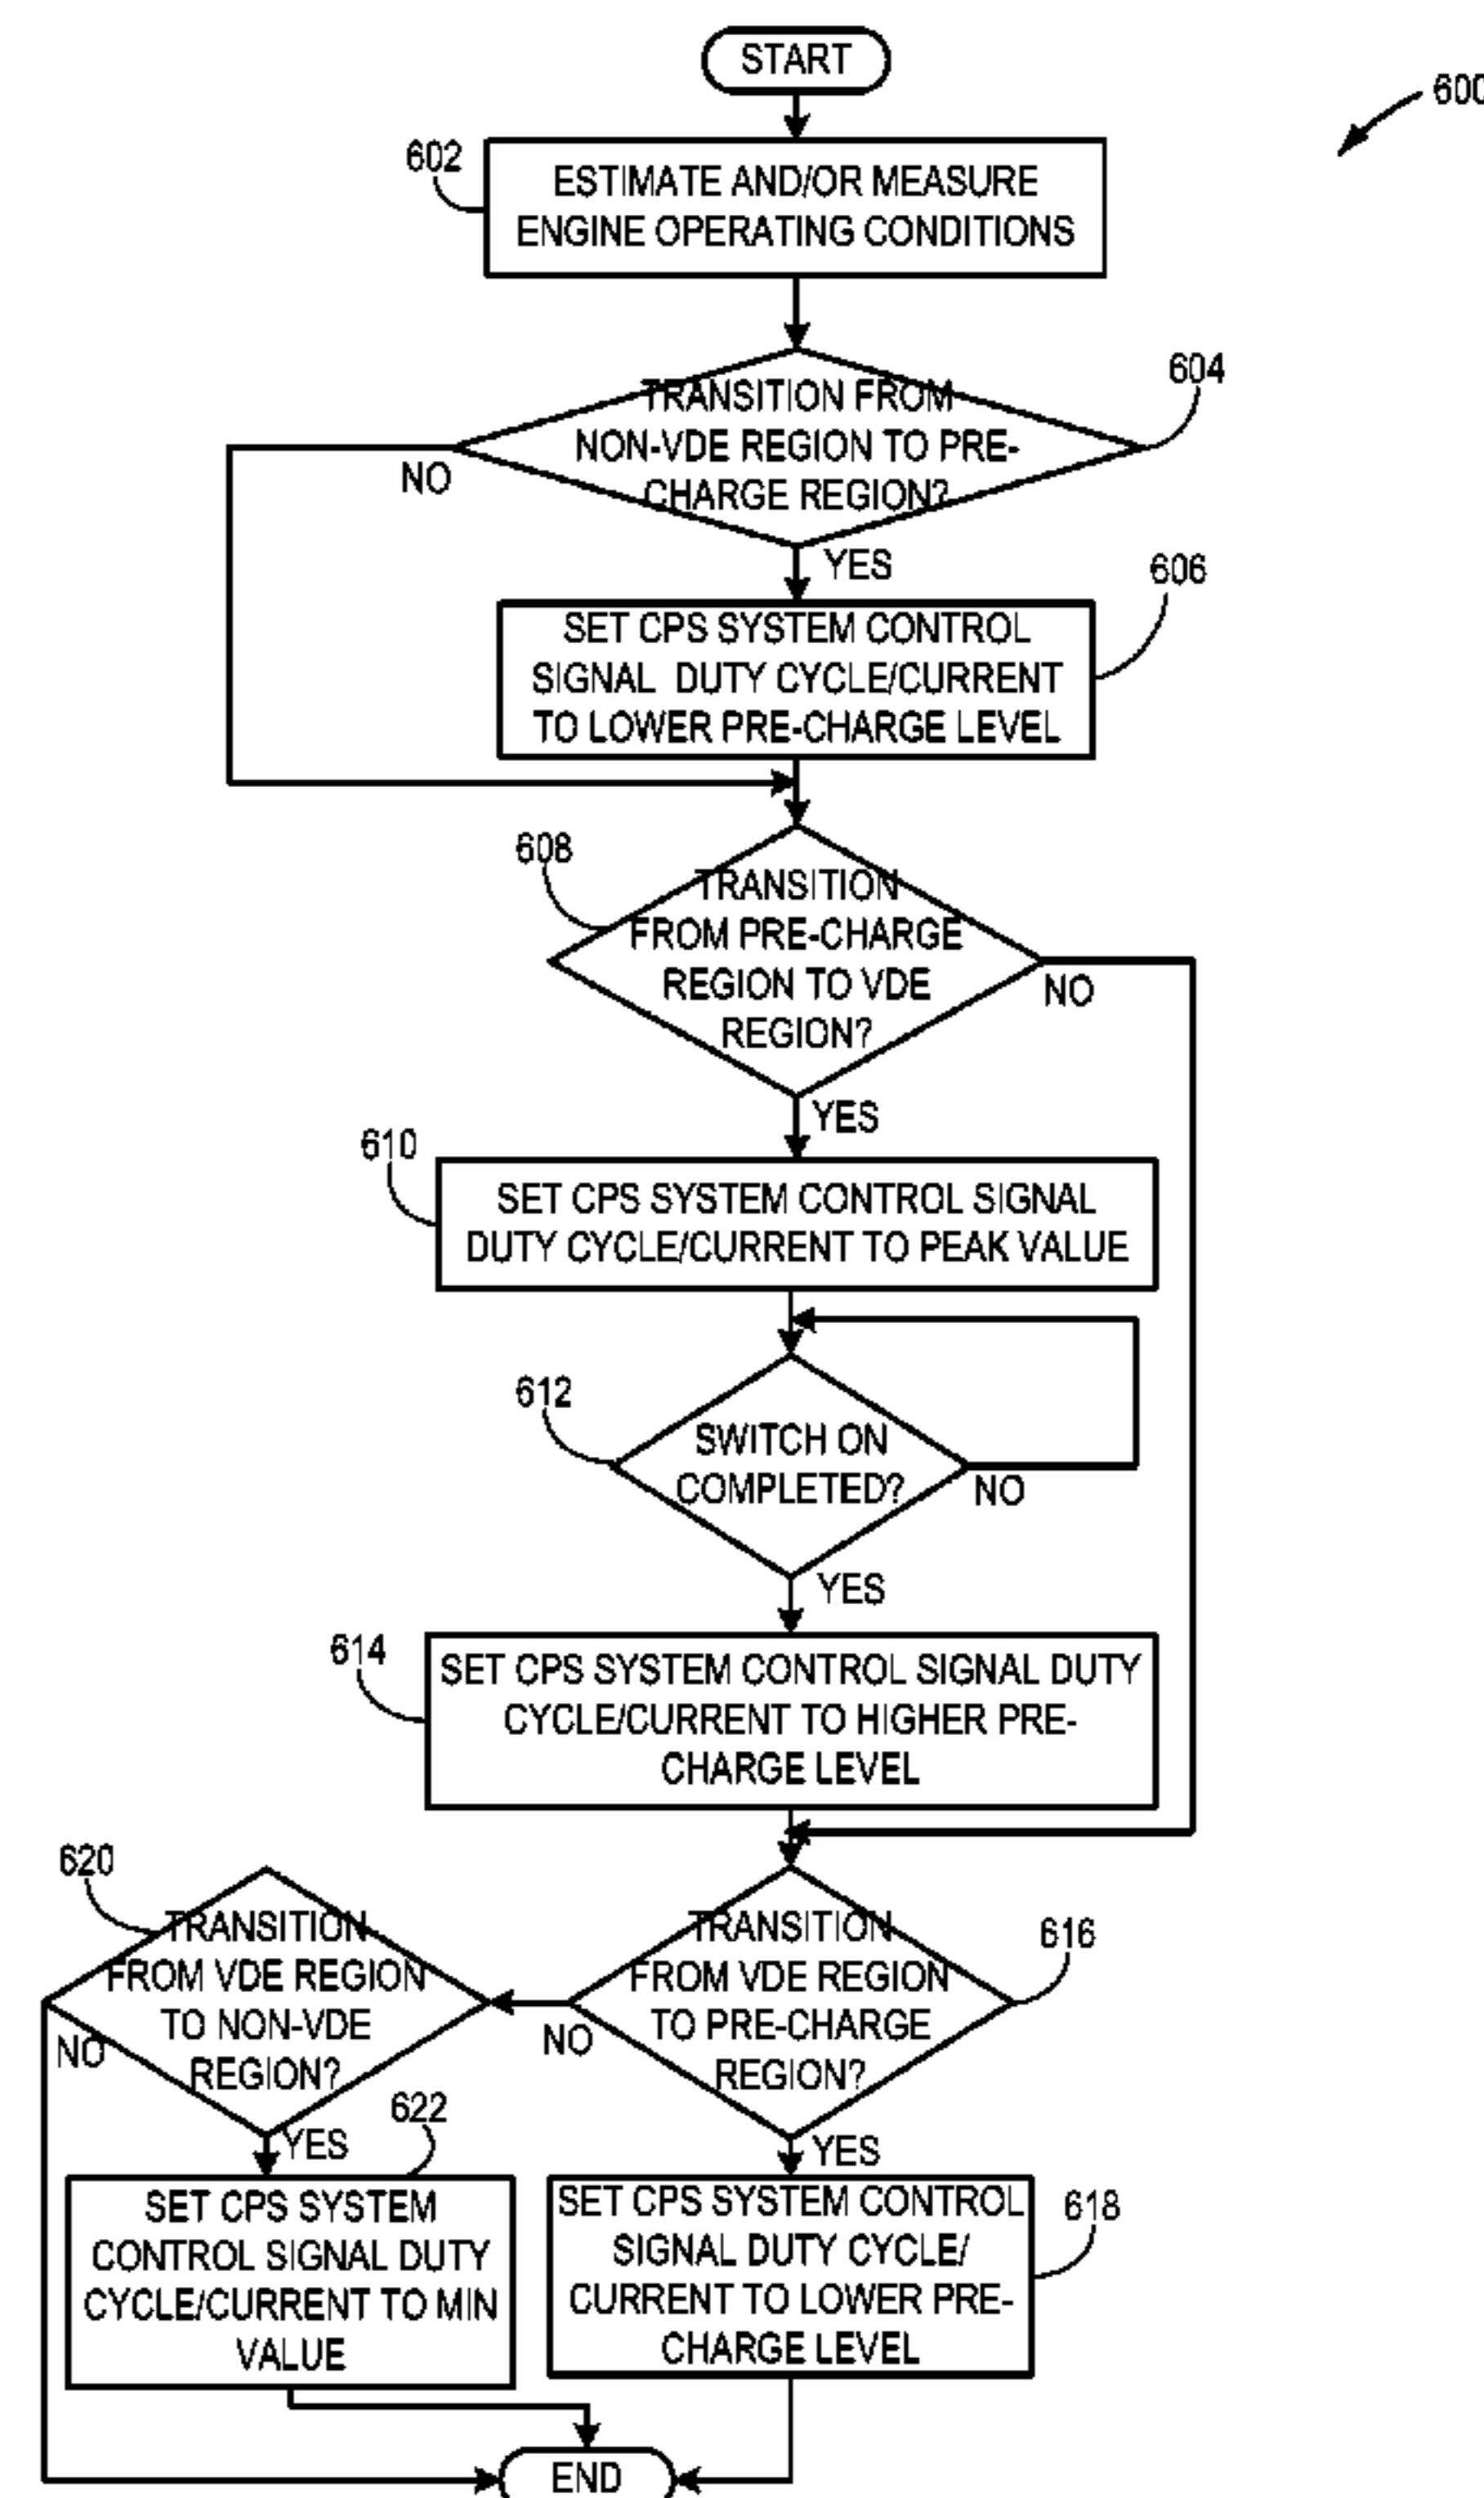 START
600
602
ESTIMATE AND/OR MEASURE
ENGINE OPERATING CONDITIONS
604
TRANSITION FROM
NON-VDE REGION TO PRE-
CHARGE REGION?
NO
YES
606
SET CPS SYSTEM CONTROL
SIGNAL DUTY CYCLE/CURRENT
TO LOWER PRE-CHARGE LEVEL
608
TRANSITION
FROM PRE-CHARGE
REGION TO VDE
REGION?
NO
YES
610
SET CPS SYSTEM CONTROL SIGNAL
DUTY CYCLE/CURRENT TO PEAK VALUE
612
SWITCH ON
COMPLETED?
NO
YES
614
SET CPS SYSTEM CONTROL SIGNAL DUTY
CYCLE/CURRENT TO HIGHER PRE-
CHARGE LEVEL
616
TRANSITION
FROM VDE REGION
TO PRE-CHARGE
REGION?
NO
YES
620
TRANSITION
FROM VDE REGION
TO NON-VDE
REGION?
NO
YES
622
SET CPS SYSTEM
CONTROL SIGNAL DUTY
CYCLE/CURRENT TO MIN
VALUE
618
SET CPS SYSTEM CONTROL
SIGNAL DUTY CYCLE/
CURRENT TO LOWER PRE-
CHARGE LEVEL
END